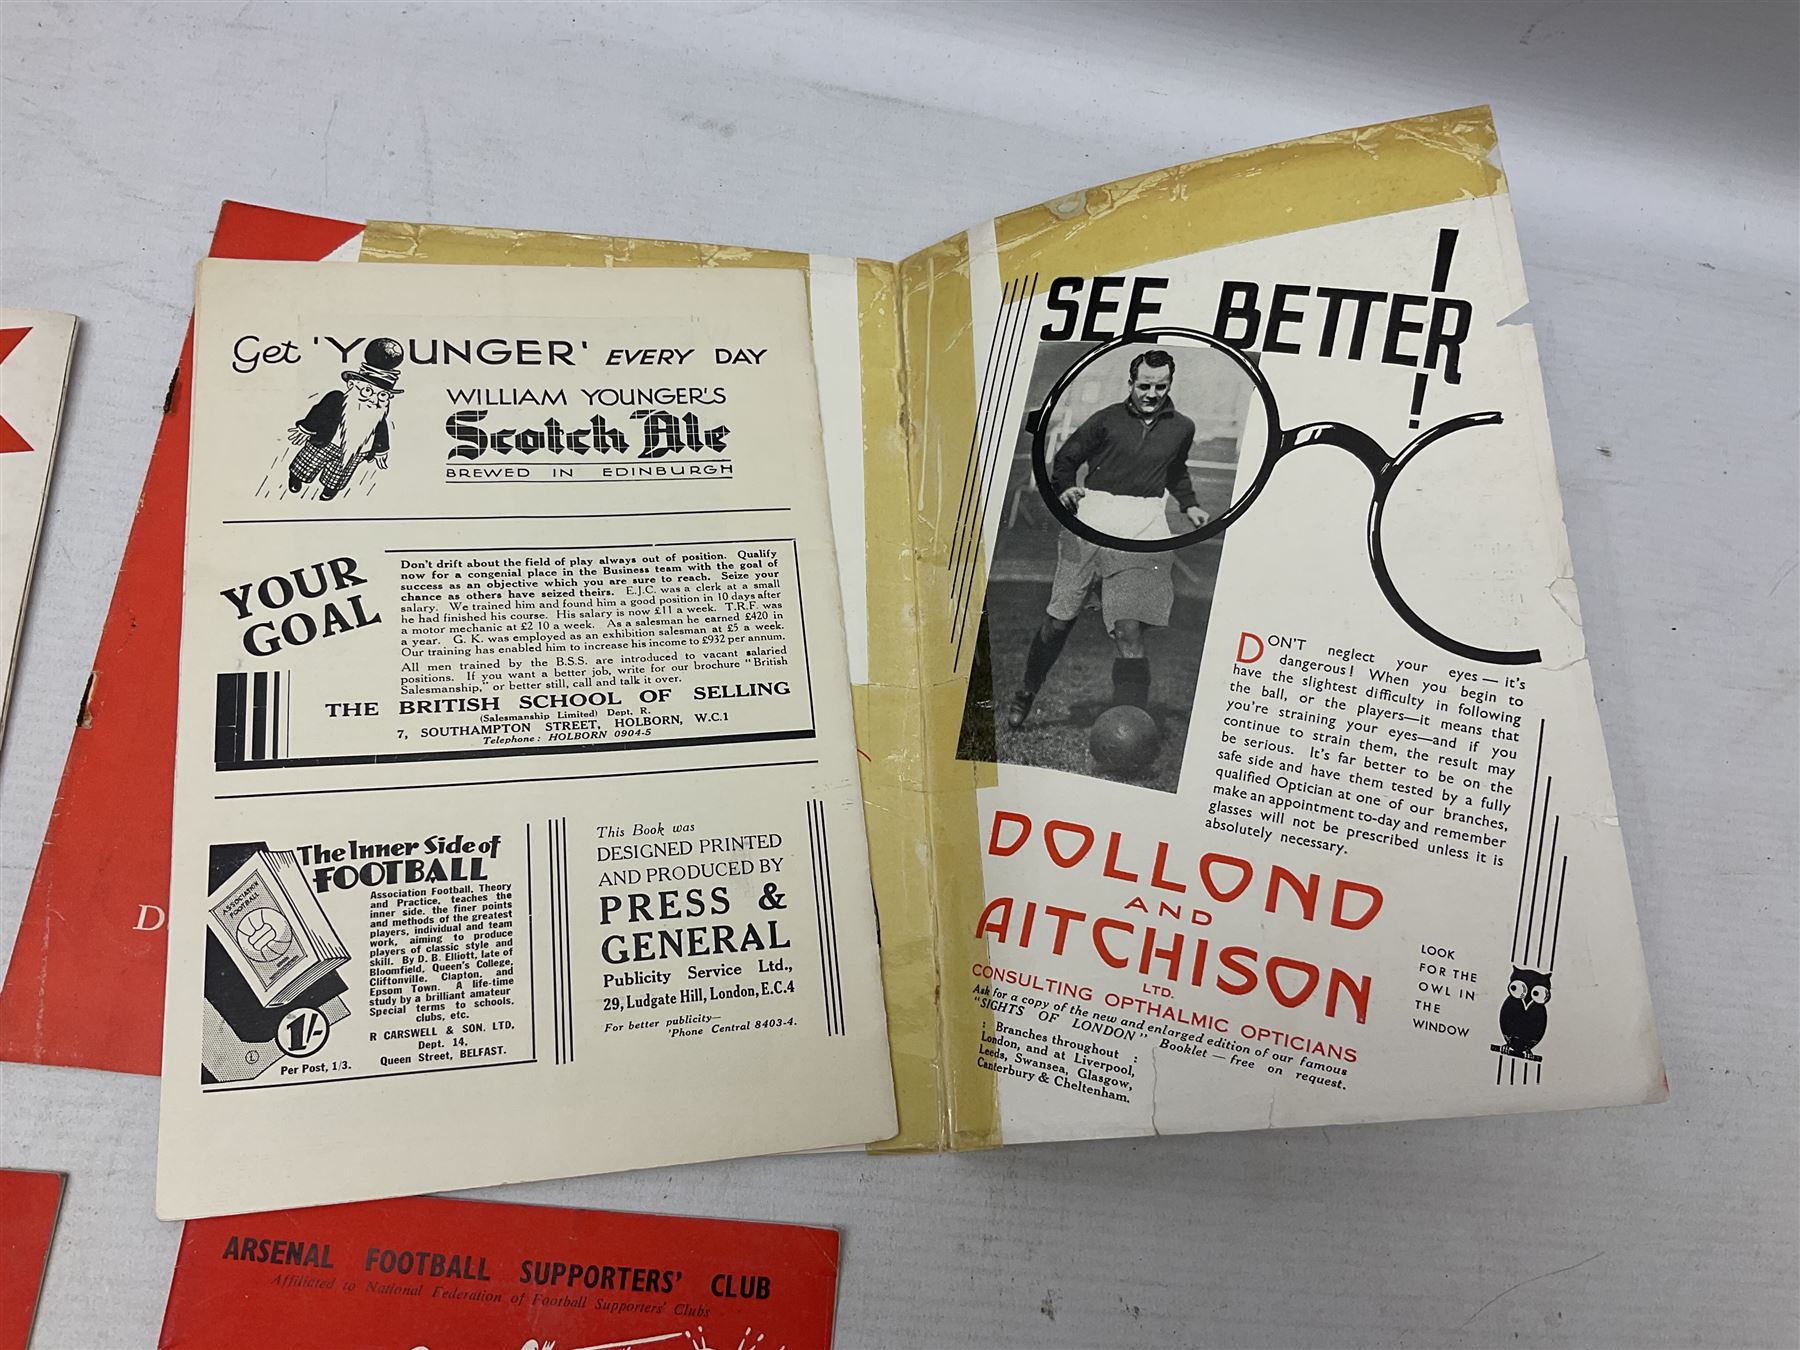 Get 'YOUNGER' EVERY DAY
WILLIAM YOUNGER'S
Scotch Ale
BREWED IN EDINBURGH
YOUR
GOAL
Don't drift about the field of play always out of position. Qualify
now for a congenial place in the Business team with the goal of
success as an objective which you are sure to reach. Seize your
chance as others have seized theirs. E.J.C. was a clerk at a small
salary. We trained him and found him a good position in 10 days after
he had finished his course. His salary is now £11 a week. T.R.F. was
a motor mechanic at £2 10 a week. As a salesman he earned £420 in
a year. G. K. was employed as an exhibition salesman at £5 a week.
Our training has enabled him to increase his income to £932 per annum.
All men trained by the B.S.S. are introduced to vacant salaried
positions. If you want a better job, write for our brochure "British
Salesmanship," or better still, call and talk it over.
THE BRITISH SCHOOL OF SELLING
(Salesmanship Limited) Dept. R.
7, SOUTHAMPTON STREET, HOLBORN, W.C.1
Telephone: HOLBORN 0904-5
The Inner Side of
FOOTBALL
ASSOCIATION
FOOTBALL
Association Football, Theory
and Practice, teaches the
inner side, the finer points
and methods of the greatest
players, individual and team
work, aiming to produce
players of classic style and
skill. By D. B. Elliott, late of
Bloomfield, Queen's College,
Cliftonville, Clapton, and
Epsom Town. A life-time
study by a brilliant amateur
Special terms to schools,
clubs, etc.
R CARSWELL & SON. LTD,
Dept. 14,
Queen Street, BELFAST.
1/-
Per Post, 1/3.
This Book was
DESIGNED PRINTED
AND PRODUCED BY
PRESS &
GENERAL
Publicity Service Ltd.,
29, Ludgate Hill, London, E.C.4
For better publicity—
'Phone Central 8403-4.
SEE BETTER!
!
DON'T neglect your eyes — it's
dangerous! When you begin to
have the slightest difficulty in following
the ball, or the players—it means that
you're straining your eyes—and if you
continue to strain them, the result may
be serious. It's far better to be on the
safe side and have them tested by a fully
qualified Optician at one of our branches,
make an appointment to-day and remember
glasses will not be prescribed unless it is
absolutely necessary.
DOLLOND
AND
AITCHISON
LTD.
CONSULTING OPTHALMIC OPTICIANS
Ask for a copy of the new and enlarged edition of our famous
"SIGHTS OF LONDON" Booklet — free on request.
: Branches throughout :
London, and at Liverpool,
Leeds, Swansea, Glasgow,
Canterbury & Cheltenham.
LOOK
FOR THE
OWL IN
THE
WINDOW
D
ARSENAL FOOTBALL SUPPORTERS' CLUB
Affiliated to National Federation of Football Supporters' Clubs